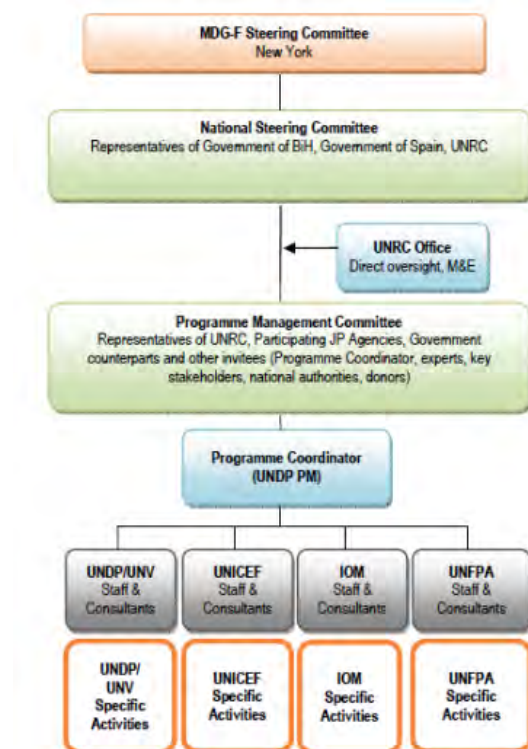 MDG-F Steering Committee
New York
National Steering Committee
Representatives of Government of BiH, Government of Spain, UNRC
UNRC Office
Direct oversight, M&E
Programme Management Committee
Representatives of UNRC, Participating JP Agencies, Government
counterparts and other invitees (Programme Coordinator, experts, key
stakeholders, national authorities, donors)
Programme Coordinator
(UNDP PM)
UNDP/UNV
Staff &
Consultants
UNICEF
Staff &
Consultants
IOM
Staff &
Consultants
UNFPA
Staff &
Consultants
UNDP/
UNV
Specific
Activities
UNICEF
Specific
Activities
IOM
Specific
Activities
UNFPA
Specific
Activities